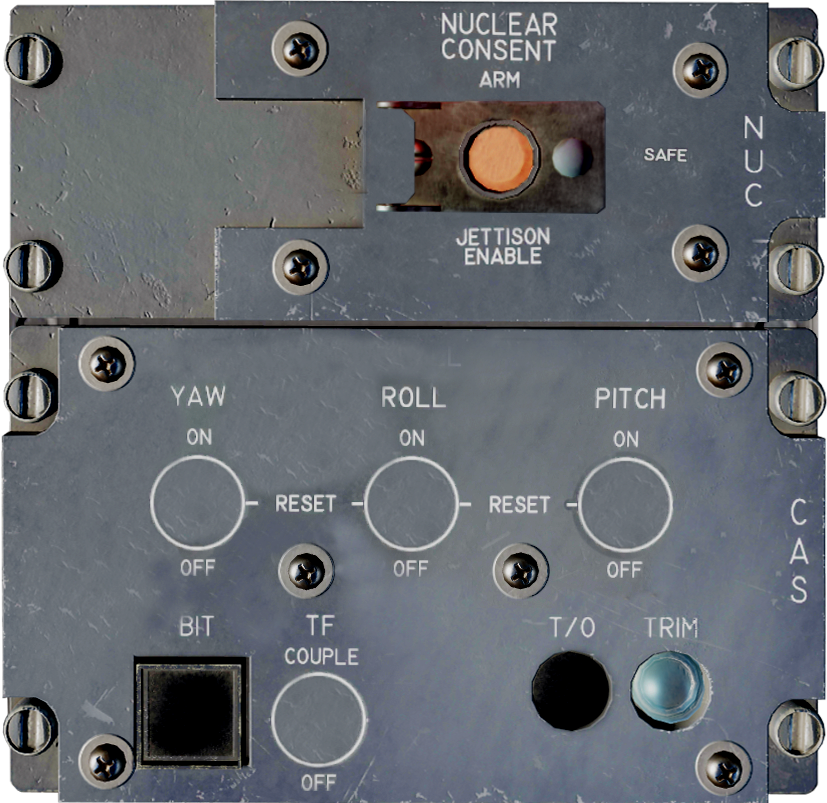 NUCLEAR
CONSENT
ARM
SAFE
NUC
JETTISON
ENABLE
YAW
ROLL
PITCH
ON
ON
ON
RESET
RESET
OFF
OFF
OFF
CAS
BIT
TF
COUPLE
T/O
TRIM
OFF